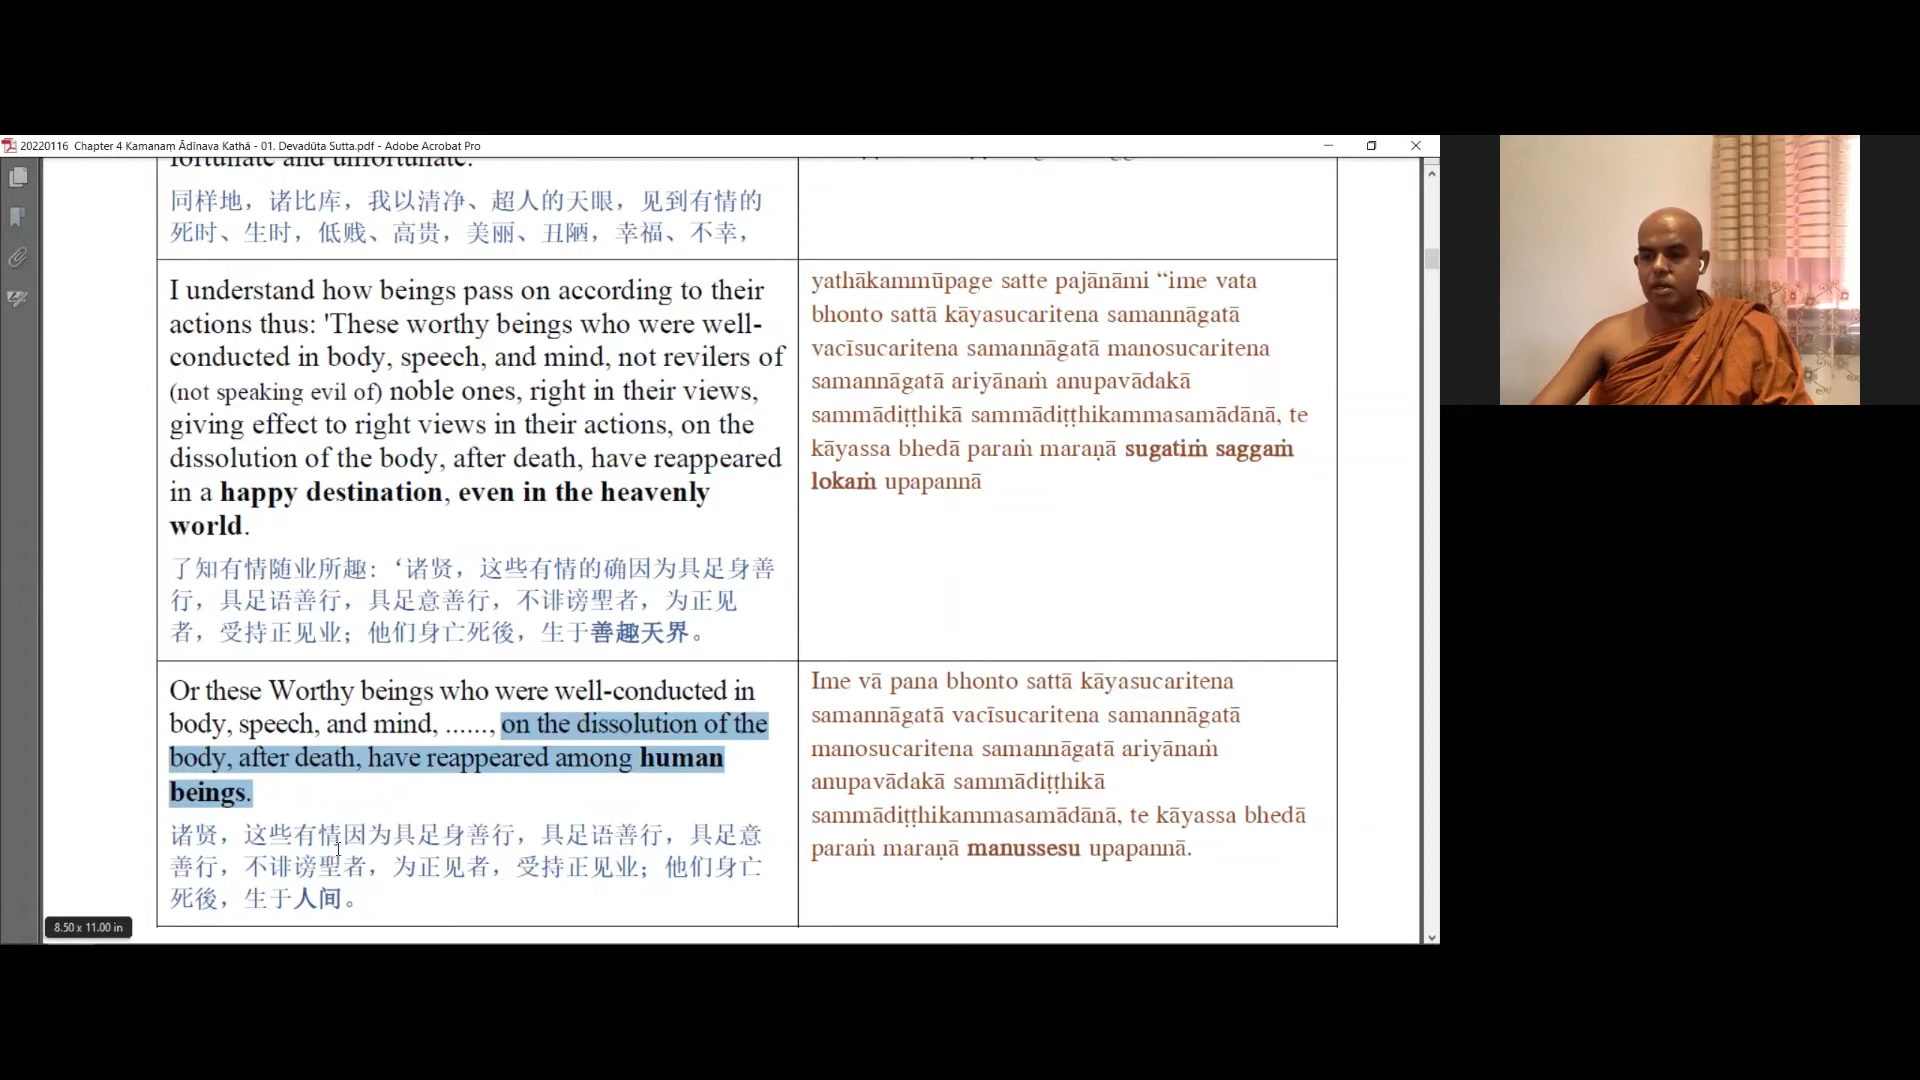 20220116 Chapter 4 Kamanaṃ Ādīnava Kathā - 01. Devadūta Sutta.pdf - Adobe Acrobat Pro
fortunate and unfortunate.
同样地，诸比库，我以清净、超人的天眼，见到有情的
死时、生时，低贱、高贵，美丽、丑陋，幸福、不幸，
I understand how beings pass on according to their
actions thus: 'These worthy beings who were well-
conducted in body, speech, and mind, not revilers of
(not speaking evil of) noble ones, right in their views,
giving effect to right views in their actions, on the
dissolution of the body, after death, have reappeared
in a happy destination, even in the heavenly
world.
了知有情随业所趣：‘诸贤，这些有情的确因为具足身善
行，具足语善行，具足意善行，不诽谤聖者，为正见
者，受持正见业；他们身亡死後，生于善趣天界。
yathākammūpage satte pajānāmi “ime vata
bhonto sattā kāyasucaritena samannāgatā
vacīsucaritena samannāgatā manosucaritena
samannāgatā ariyānaṁ anupavādakā
sammādiṭṭhikā sammādiṭṭhikammasamādānā, te
kāyassa bhedā paraṁ maraṇā sugatiṁ saggaṁ
lokaṁ upapannā
Or these Worthy beings who were well-conducted in
body, speech, and mind, ......, on the dissolution of the
body, after death, have reappeared among human
beings.
诸贤，这些有情因为具足身善行，具足语善行，具足意
善行，不诽谤聖者，为正见者，受持正见业；他们身亡
死後，生于人间。
Ime vā pana bhonto sattā kāyasucaritena
samannāgatā vacīsucaritena samannāgatā
manosucaritena samannāgatā ariyānaṁ
anupavādakā sammādiṭṭhikā
sammādiṭṭhikammasamādānā, te kāyassa bhedā
paraṁ maraṇā manussesu upapannā.
8.50 x 11.00 in